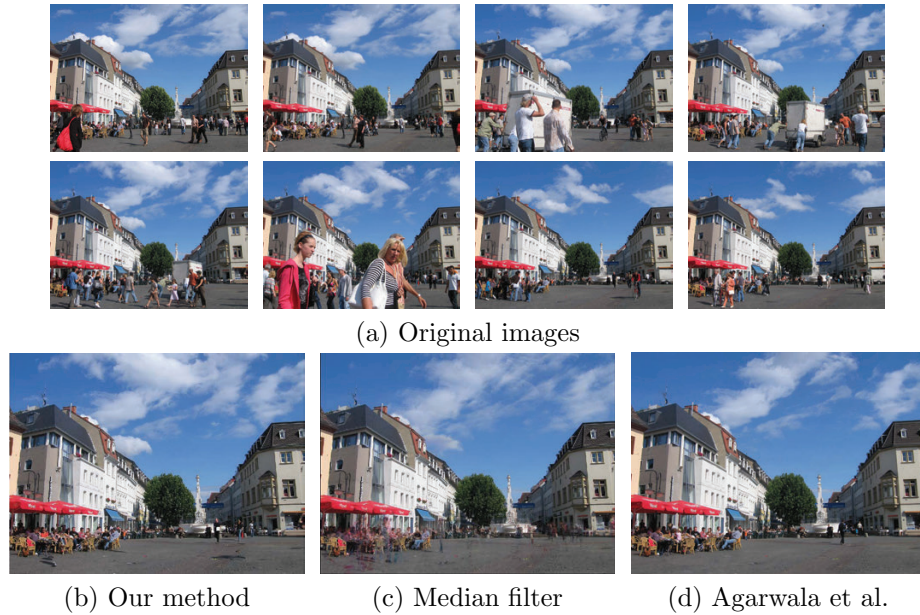 (a) Original images
(b) Our method
(c) Median filter
(d) Agarwala et al.